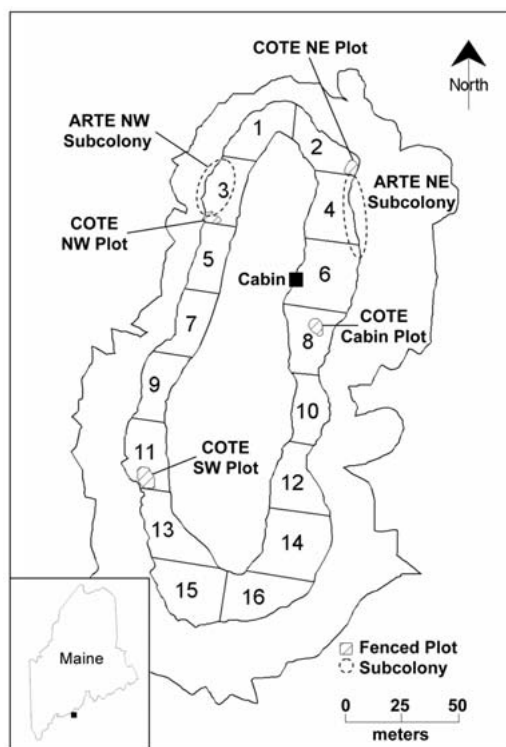 COTE NE Plot
North
ARTE NW
Subcolony
1
2
3
4
ARTE NE
Subcolony
COTE
NW Plot
5
6
Cabin
7
8
COTE
Cabin Plot
9
10
11
COTE
SW Plot
12
13
14
15
16
Maine
Fenced Plot
Subcolony
0 25 50
meters